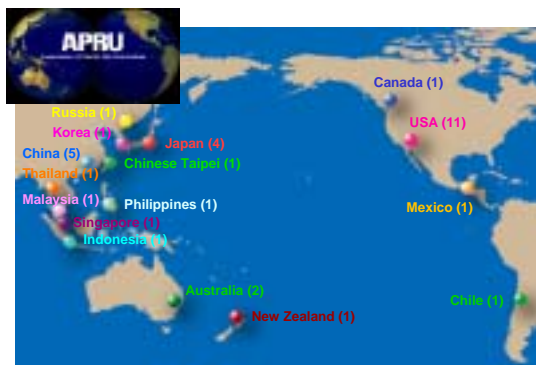 APRU
Canada (1)
Russia (1)
USA (11)
Korea (1)
Japan (4)
China (5)
Chinese Taipei (1)
Thailand (1)
Malaysia (1)
Philippines (1)
Mexico (1)
Singapore (1)
Indonesia (1)
Australia (2)
Chile (1)
New Zealand (1)